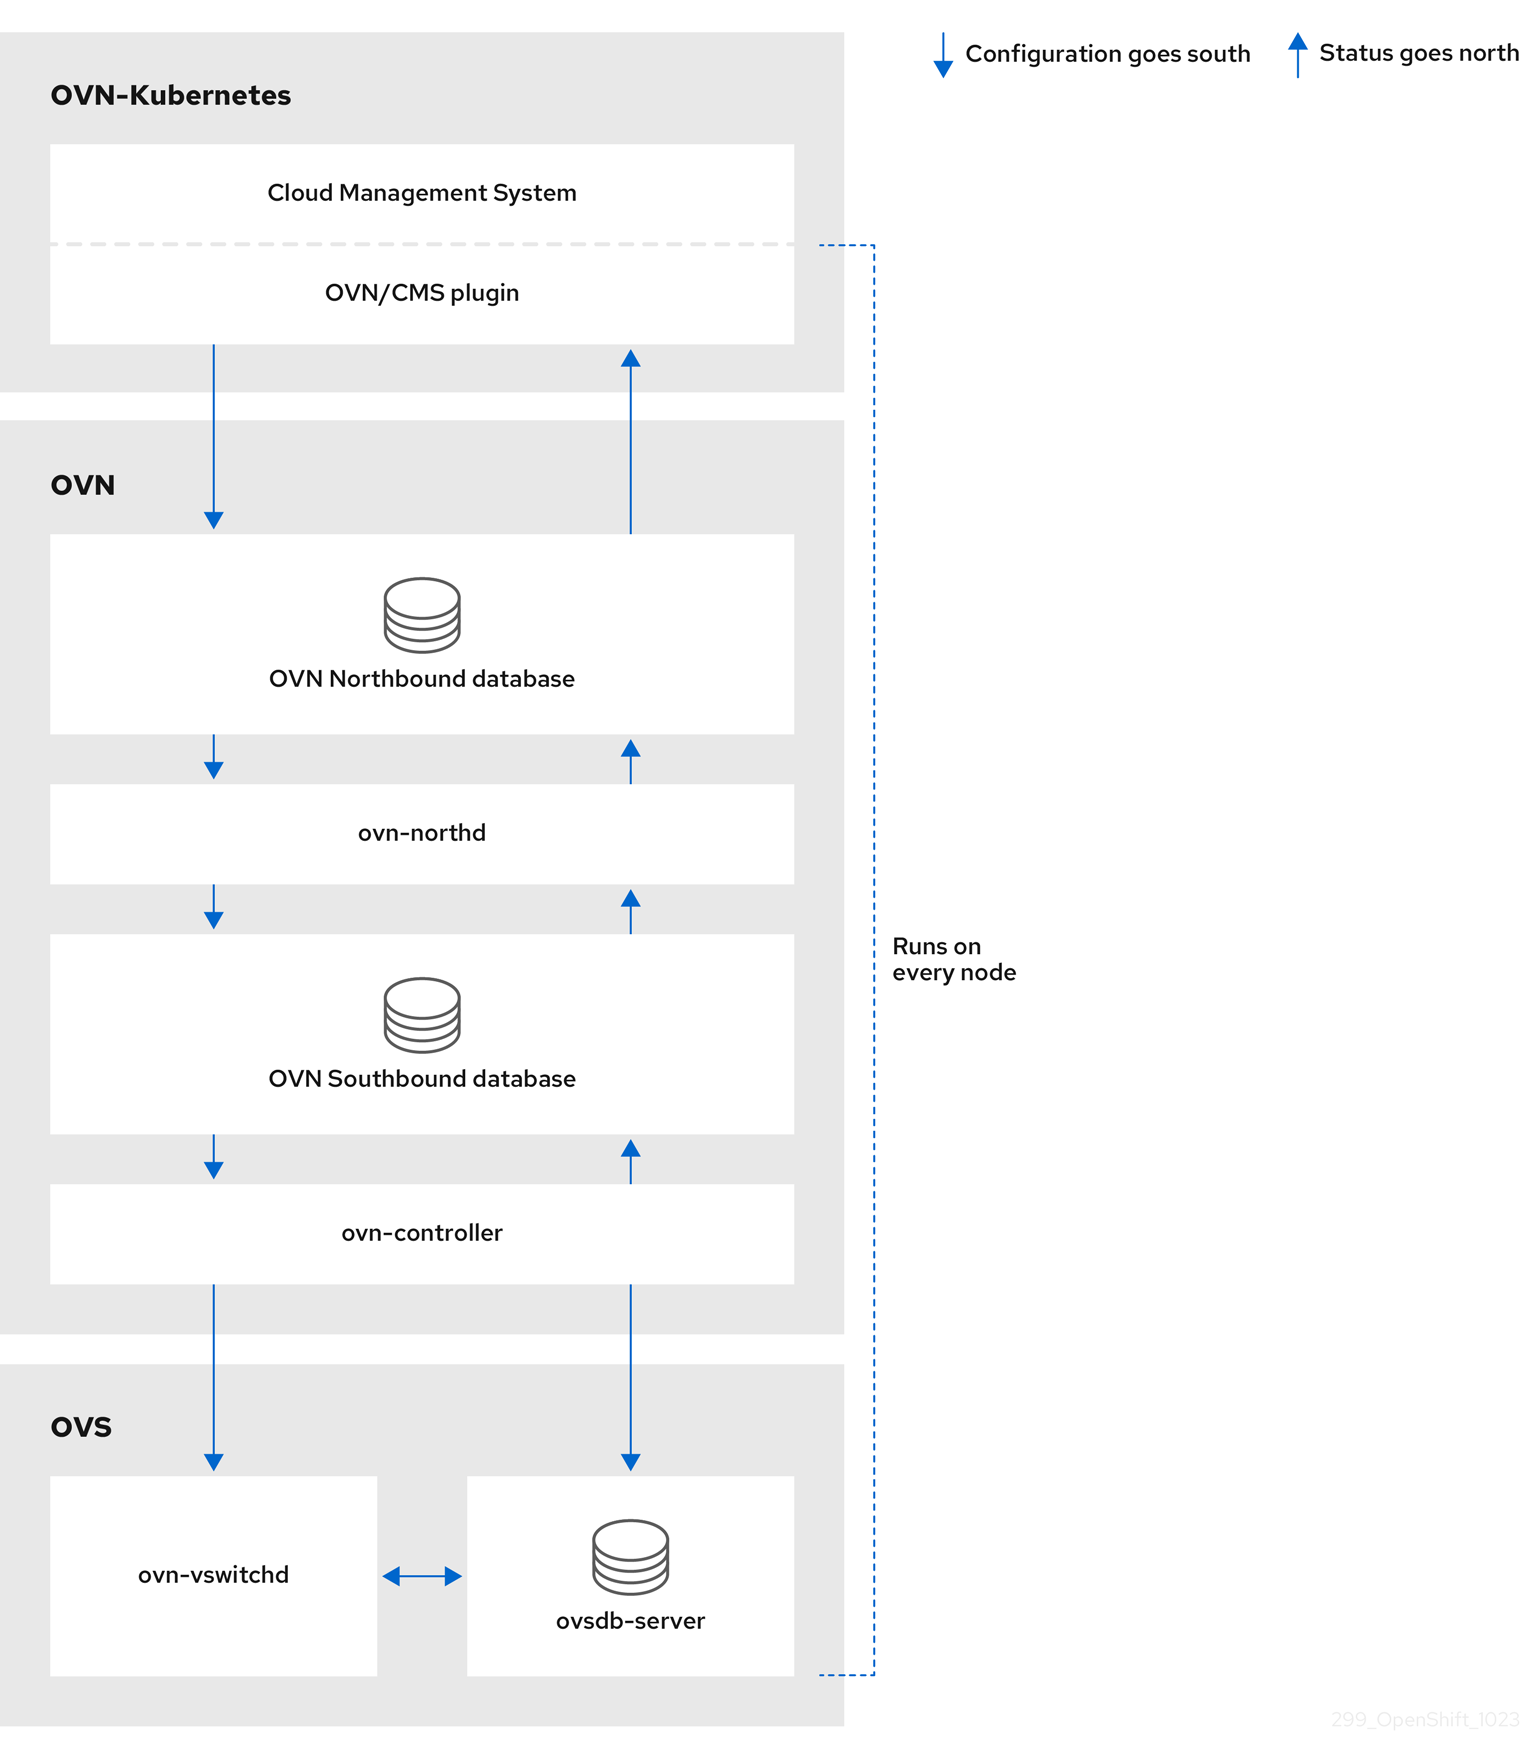 Configuration goes south
Status goes north
OVN-Kubernetes
Cloud Management System
OVN/CMS plugin
OVN
OVN Northbound database
ovn-northd
Runs on
every node
OVN Southbound database
ovn-controller
OVS
ovn-vswitchd
ovsdb-server
299_OpenShift_1023